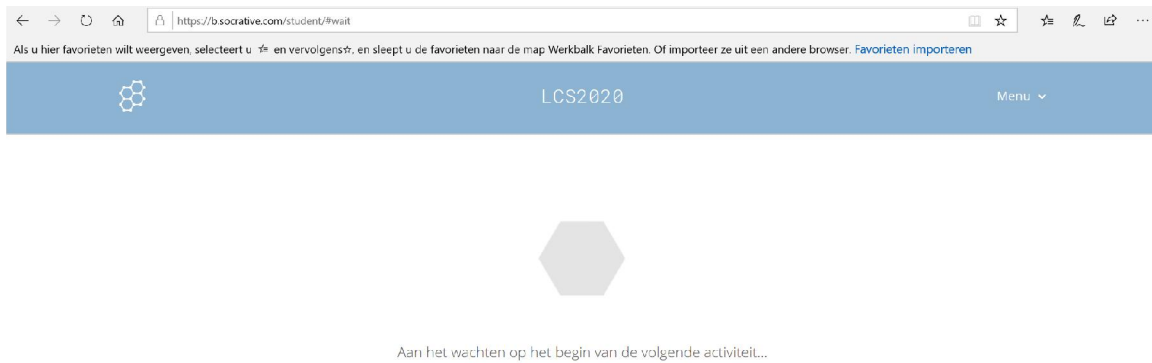 https://b.socrative.com/student/#wait
Als u hier favorieten wilt weergeven, selecteert u en vervolgens, en sleept u de favorieten naar de map Werkbalk Favorieten. Of importeer ze uit een andere browser. Favorieten importeren
LCS2020 Menu
Aan het wachten op het begin van de volgende activiteit...